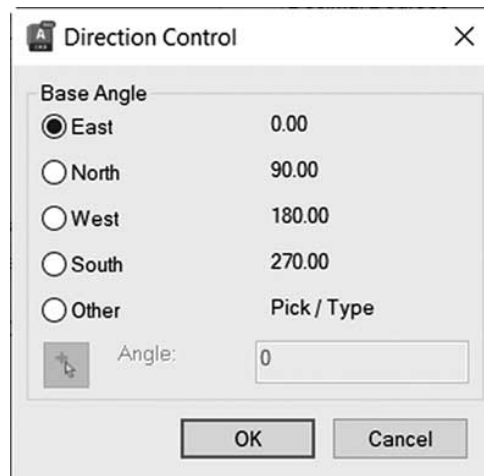 Direction Control
Base Angle
East 0.00
North 90.00
West 180.00
South 270.00
Other Pick / Type
Angle: 0
OK Cancel